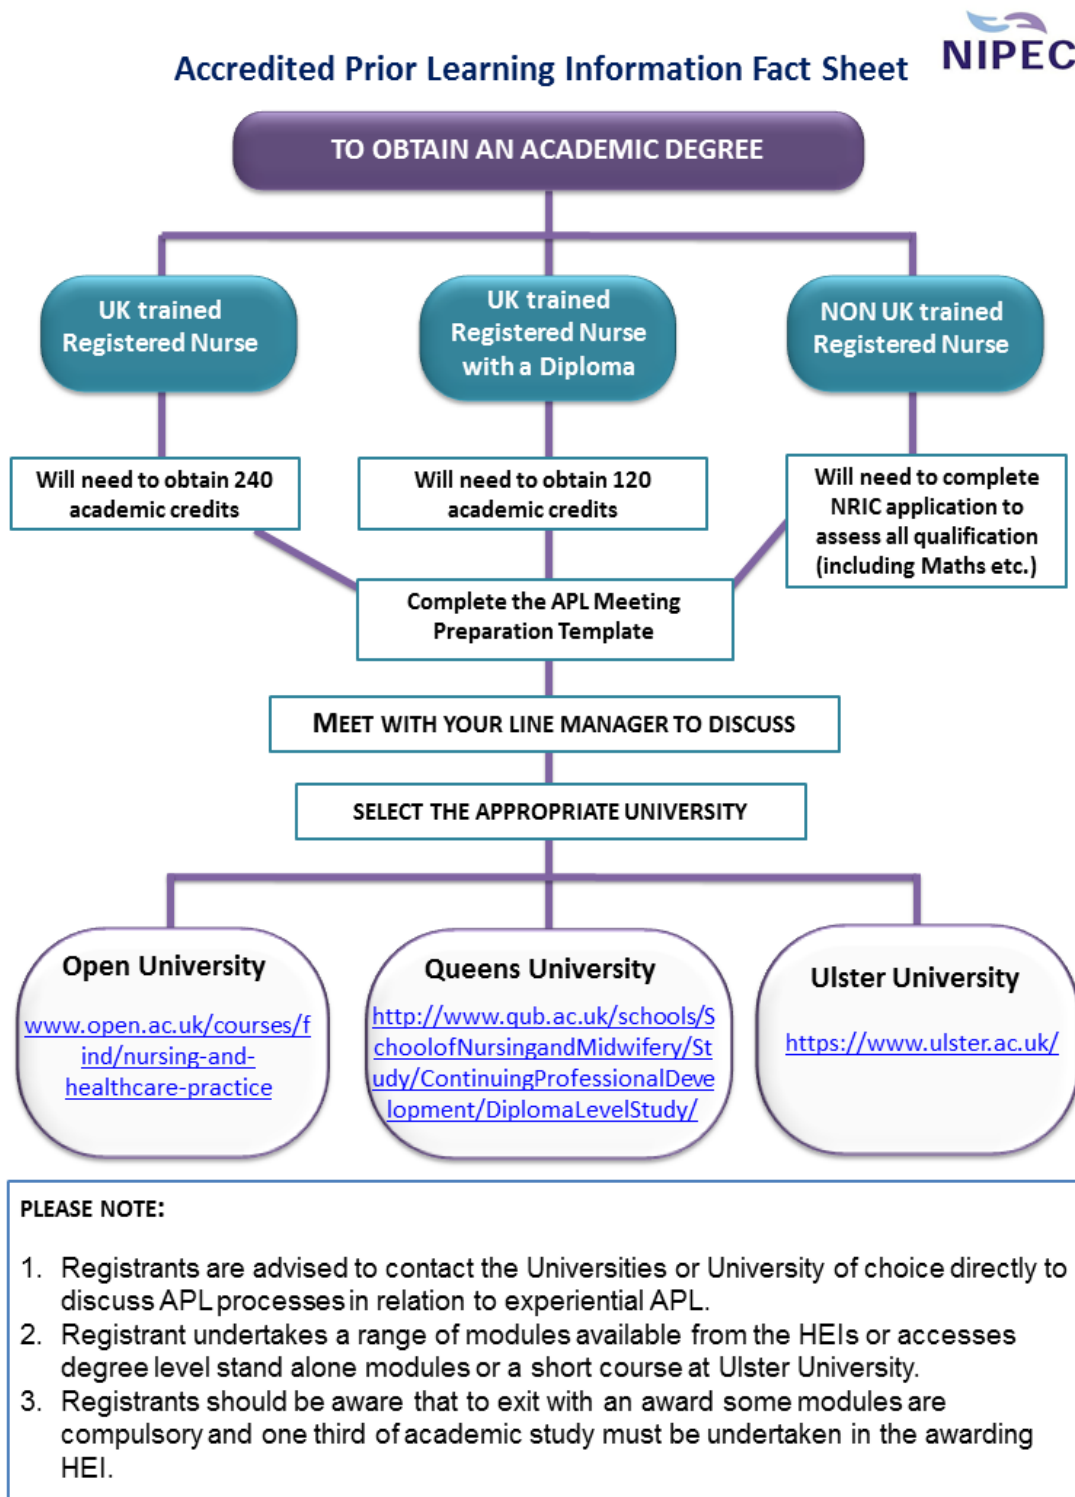 NIPEC
Accredited Prior Learning Information Fact Sheet
TO OBTAIN AN ACADEMIC DEGREE
UK trained
Registered Nurse
UK trained
Registered Nurse
with a Diploma
NON UK trained
Registered Nurse
Will need to obtain 240
academic credits
Will need to obtain 120
academic credits
Will need to complete
NRIC application to
assess all qualification
(including Maths etc.)
Complete the APL Meeting
Preparation Template
MEET WITH YOUR LINE MANAGER TO DISCUSS
SELECT THE APPROPRIATE UNIVERSITY
Open University
www.open.ac.uk/courses/f
ind/nursing-and-
healthcare-practice
Queens University
http://www.qub.ac.uk/schools/S
choolofNursingandMidwifery/St
udy/ContinuingProfessionalDeve
lopment/DiplomaLevelStudy/
Ulster University
https://www.ulster.ac.uk/
PLEASE NOTE:
1. Registrants are advised to contact the Universities or University of choice directly to
discuss APL processes in relation to experiential APL.
2. Registrant undertakes a range of modules available from the HEIs or accesses
degree level stand alone modules or a short course at Ulster University.
3. Registrants should be aware that to exit with an award some modules are
compulsory and one third of academic study must be undertaken in the awarding
HEI.